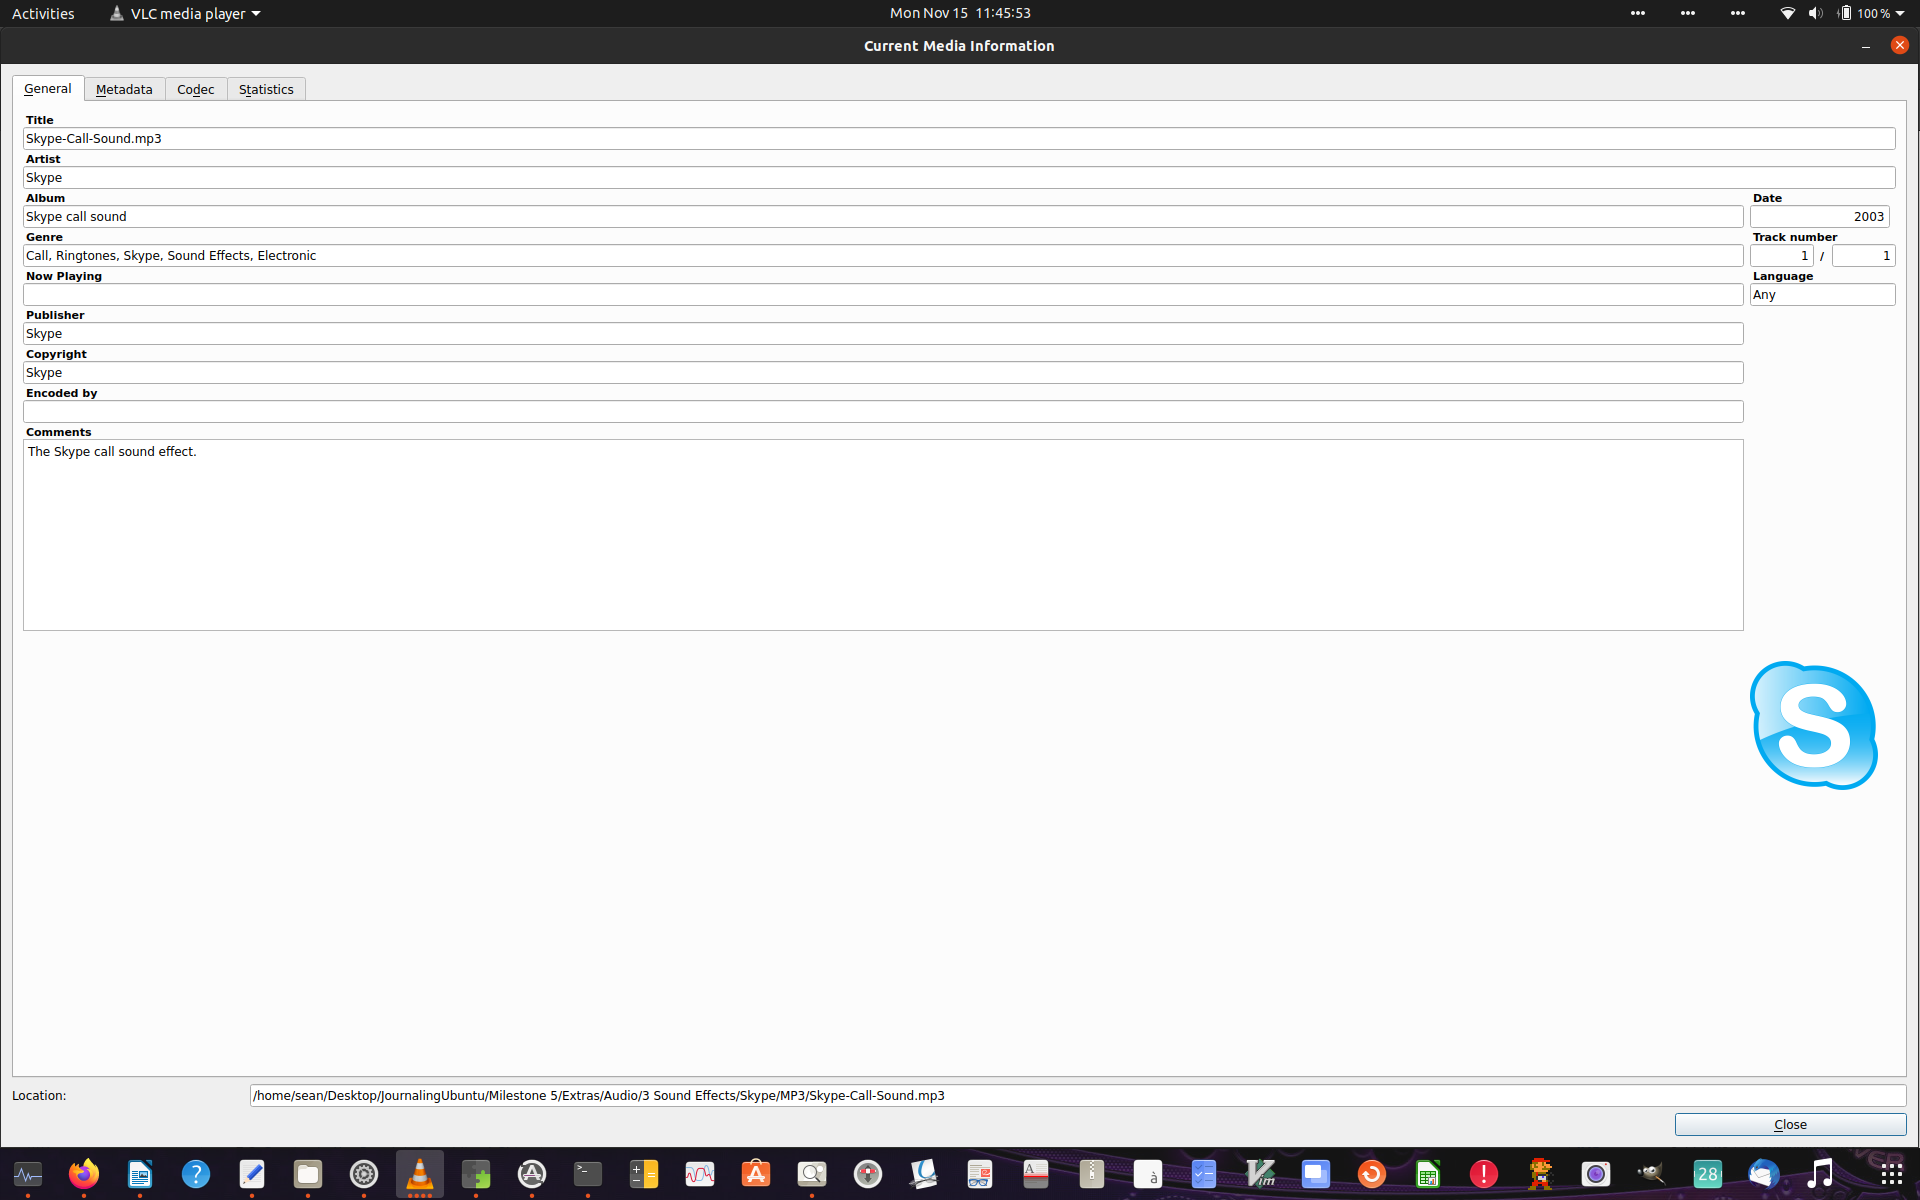 Activities VLC media player Mon Nov 15 11:45:53 100 %
Current Media Information
General Metadata Codec Statistics
Title
Skype-Call-Sound.mp3
Artist
Skype
Album Date
Skype call sound 2003
Genre Track number
Call, Ringtones, Skype, Sound Effects, Electronic 1 / 1
Now Playing Language
Any
Publisher
Skype
Copyright
Skype
Encoded by
Comments
The Skype call sound effect.
S
Location: /home/sean/Desktop/JournalingUbuntu/Milestone 5/Extras/Audio/3 Sound Effects/Skype/MP3/Skype-Call-Sound.mp3
Close
? >_ A A à Vim ! 28